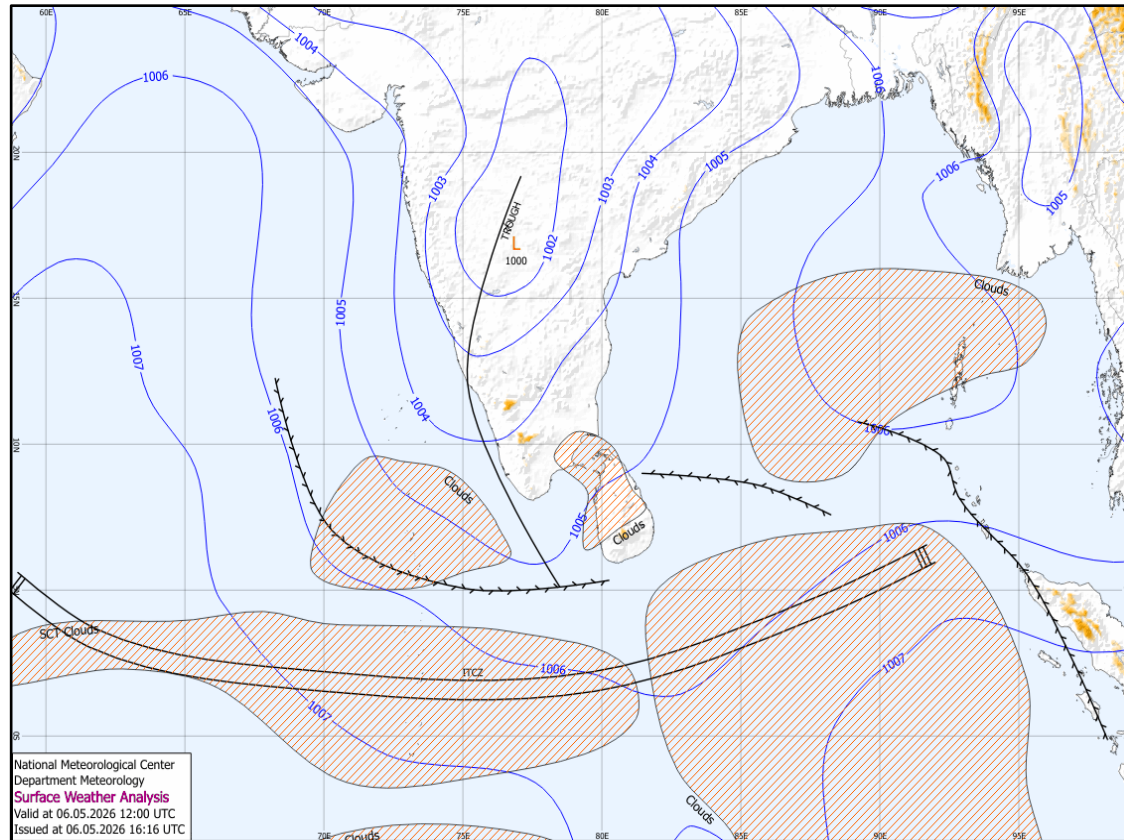 60E
65E
70E
75E
80E
85E
90E
95E
1004
1006
1006
1003
1004
1005
1003
1006
1005
20N
TROUGH
L
1000
1002
15N
Clouds
1007
1005
1006
1004
1006
10N
Clouds
1005
Clouds
1006
SCT Clouds
ITCZ
1006
1007
1007
5S
National Meteorological Center
Department Meteorology
Surface Weather Analysis
Valid at 06.05.2026 12:00 UTC
Issued at 06.05.2026 16:16 UTC
Clouds
Clouds
70E
75E
80E
85E
90E
95E